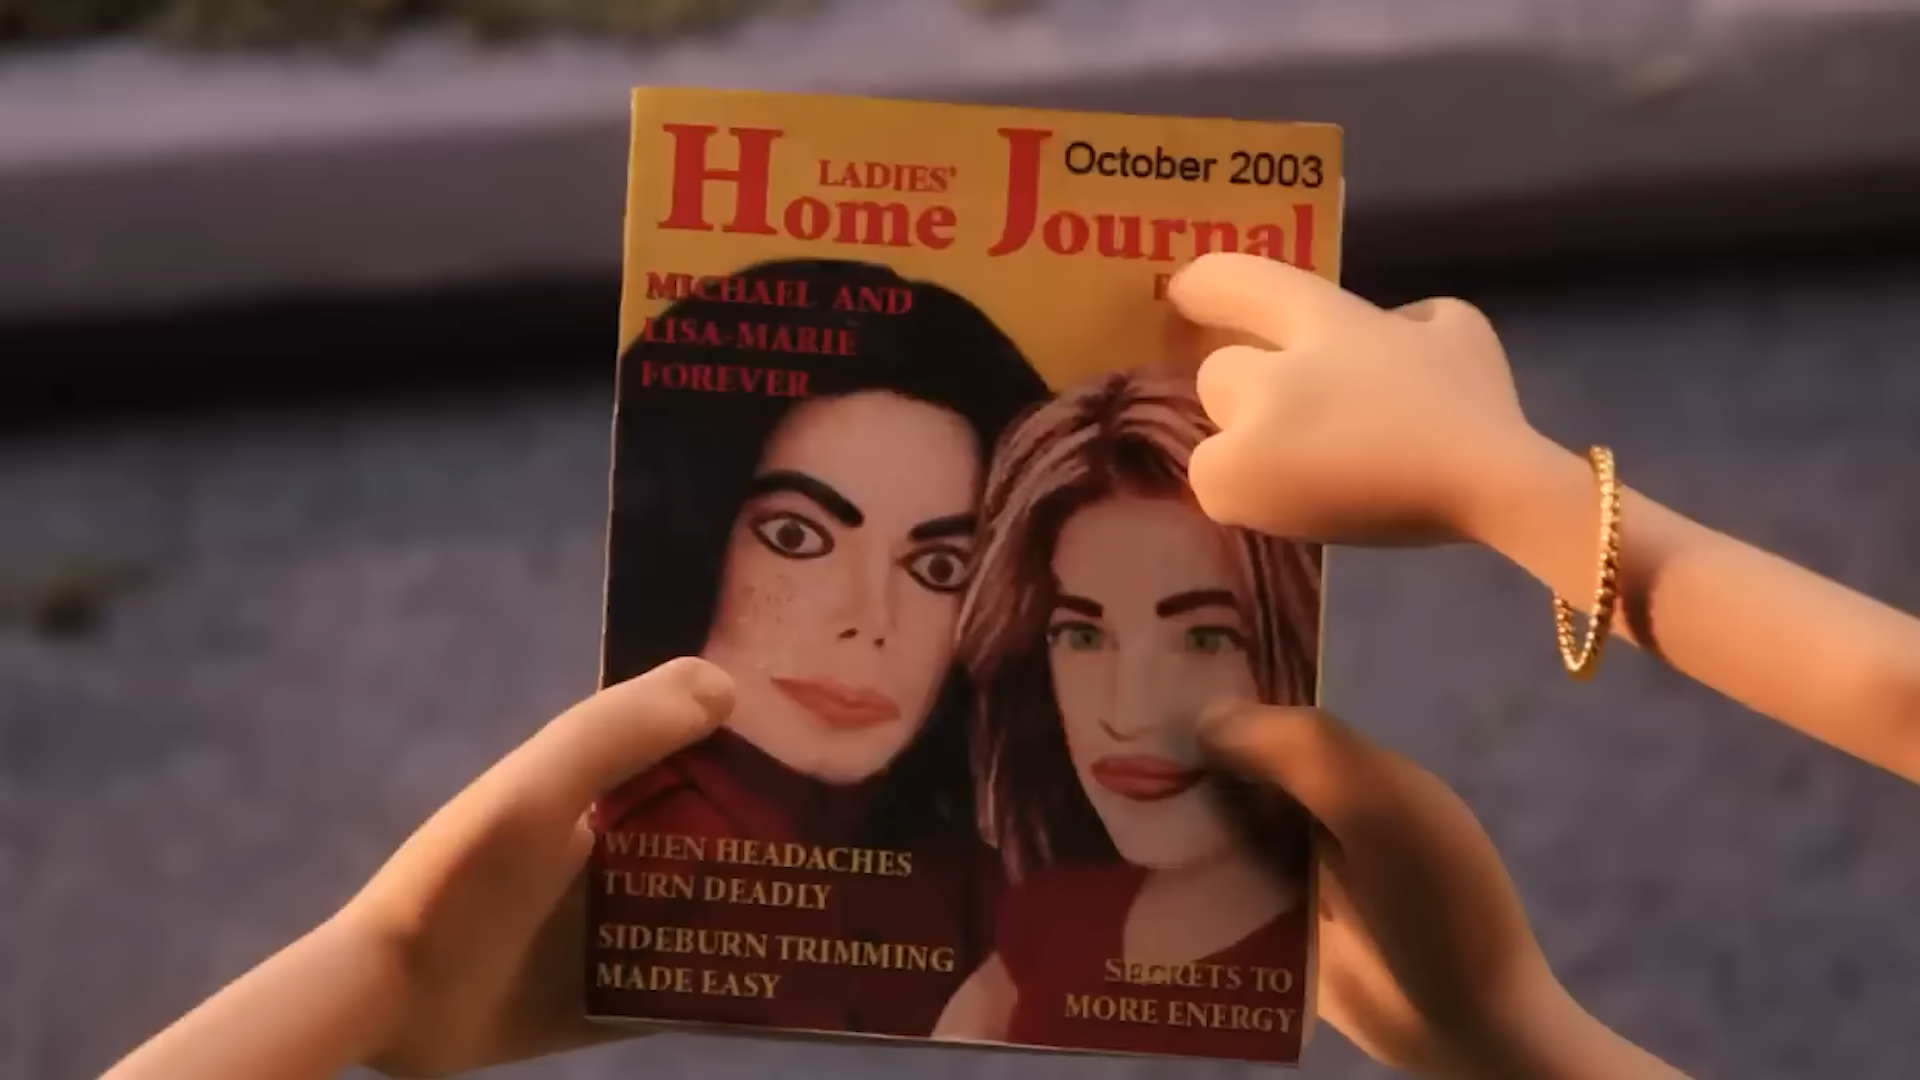 LADIES'
Home Journal
October 2003
MICHAEL AND
LISA-MARIE
FOREVER
WHEN HEADACHES
TURN DEADLY
SIDEBURN TRIMMING
MADE EASY
SECRETS TO
MORE ENERGY